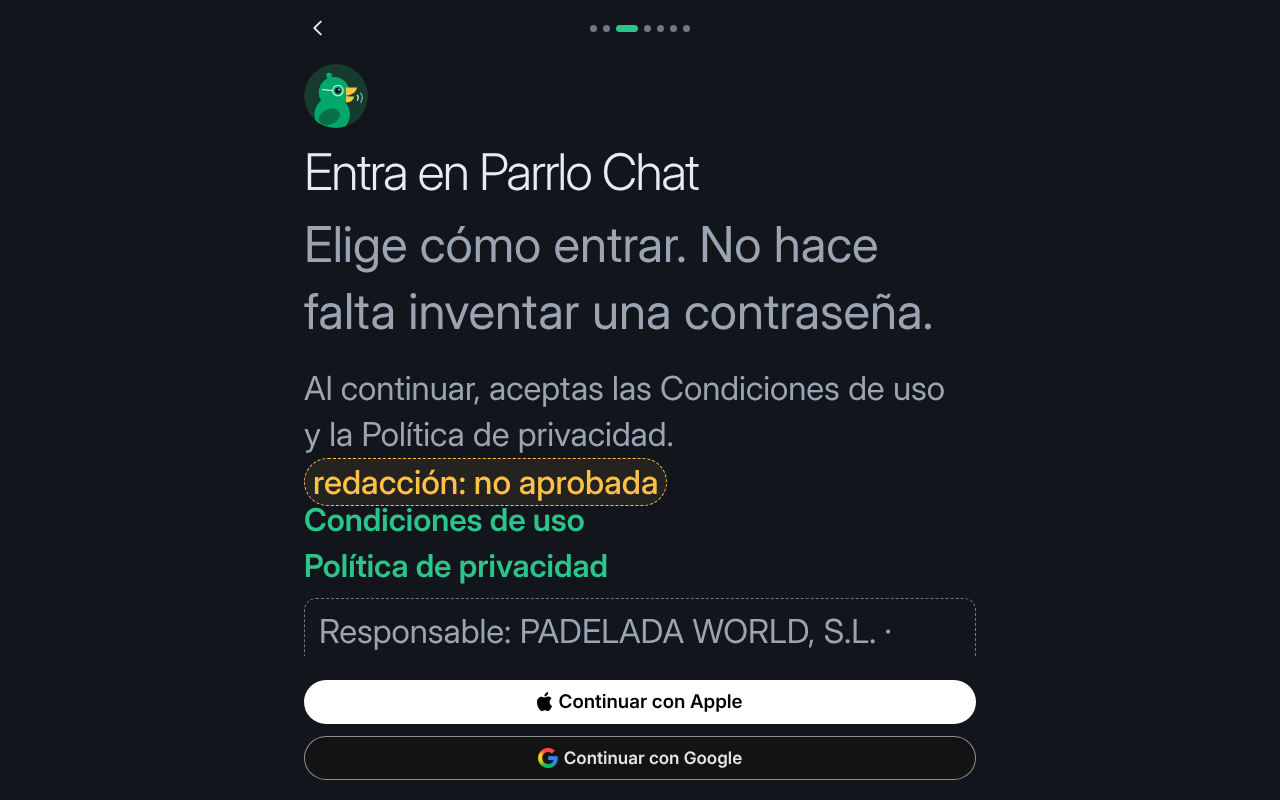 Entra en Parrlo Chat
Elige cómo entrar. No hace
falta inventar una contraseña.
Al continuar, aceptas las Condiciones de uso
y la Política de privacidad.
redacción: no aprobada
Condiciones de uso
Política de privacidad
Responsable: PADELADA WORLD, S.L. ·
Continuar con Apple
Continuar con Google